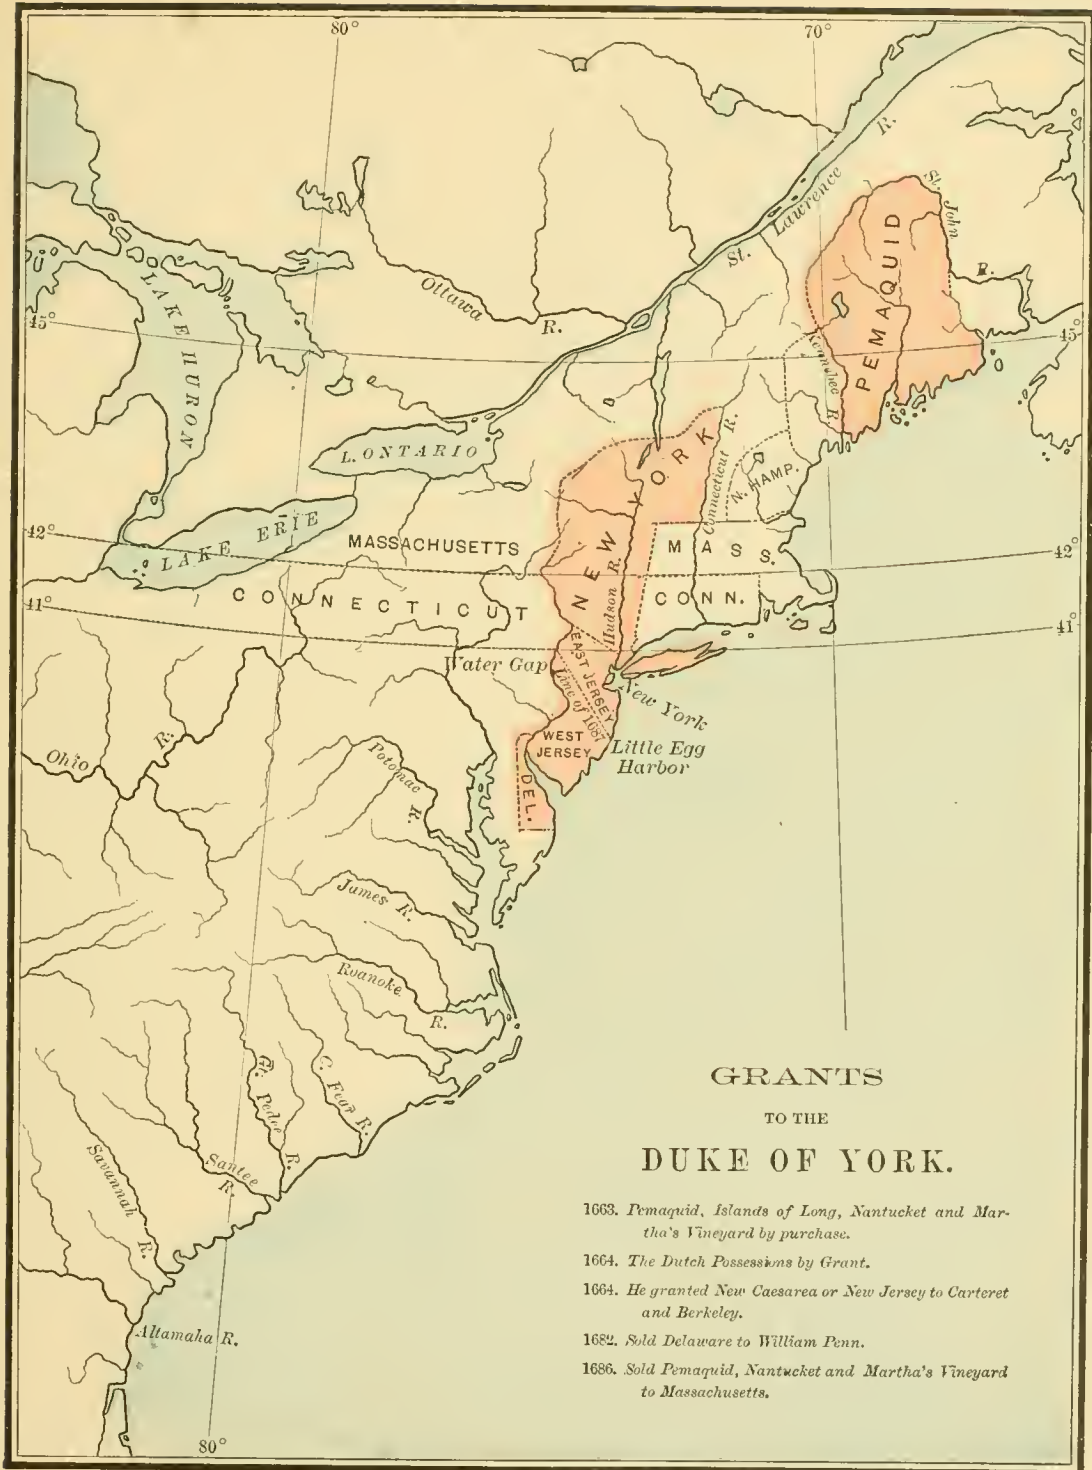 80°
70°
St. Lawrence R.
St. John R.
PEMAQUID
Ottawa R.
LAKE HURON
45°
45°
Kennebec R.
L. ONTARIO
NEW YORK
Connecticut R.
N. HAMP.
LAKE ERIE
42°
MASSACHUSETTS
MASS.
42°
CONNECTICUT
CONN.
41°
41°
Hudson R.
Water Gap
EAST JERSEY
Line of 1687
New York
WEST
JERSEY
Little Egg
Harbor
DEL.
Ohio R.
Potomac R.
James R.
Roanoke R.
C. Fear R.
Gt. Pedee R.
Santee R.
Savannah R.
Altamaha R.
80°
GRANTS
TO THE
DUKE OF YORK.
1663. Pemaquid, Islands of Long, Nantucket and Mar-
tha's Vineyard by purchase.
1664. The Dutch Possessions by Grant.
1664. He granted New Caesarea or New Jersey to Carteret
and Berkeley.
1682. Sold Delaware to William Penn.
1686. Sold Pemaquid, Nantucket and Martha's Vineyard
to Massachusetts.